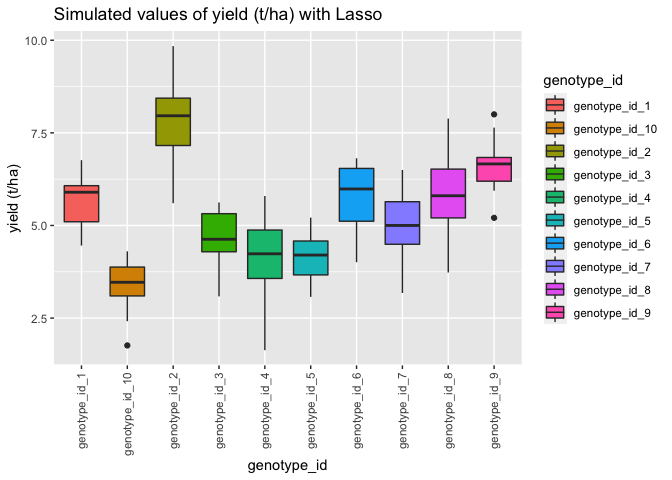 Simulated values of yield (t/ha) with Lasso
yield (t/ha)
10.0
7.5
5.0
2.5
genotype_id_1
genotype_id_10
genotype_id_2
genotype_id_3
genotype_id_4
genotype_id_5
genotype_id_6
genotype_id_7
genotype_id_8
genotype_id_9
genotype_id
genotype_id
genotype_id_1
genotype_id_10
genotype_id_2
genotype_id_3
genotype_id_4
genotype_id_5
genotype_id_6
genotype_id_7
genotype_id_8
genotype_id_9